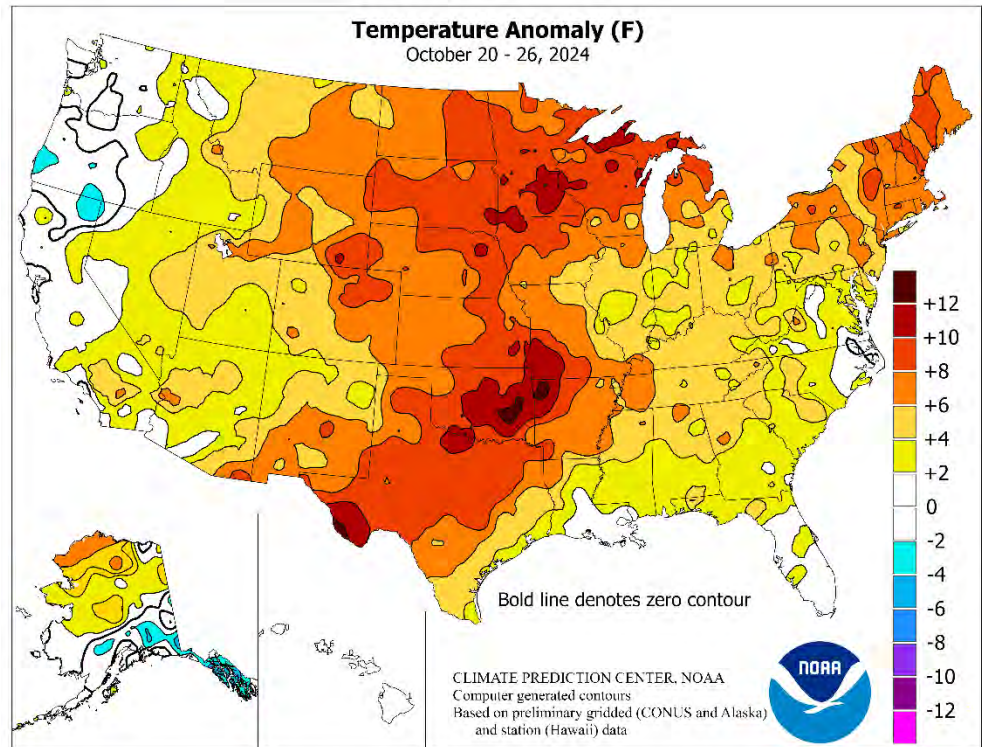 Temperature Anomaly (F)
October 20 - 26, 2024
+12
+10
+8
+6
+4
+2
0
-2
-4
-6
-8
-10
-12
Bold line denotes zero contour
CLIMATE PREDICTION CENTER, NOAA
Computer generated contours
Based on preliminary gridded (CONUS and Alaska)
and station (Hawaii) data
NOAA